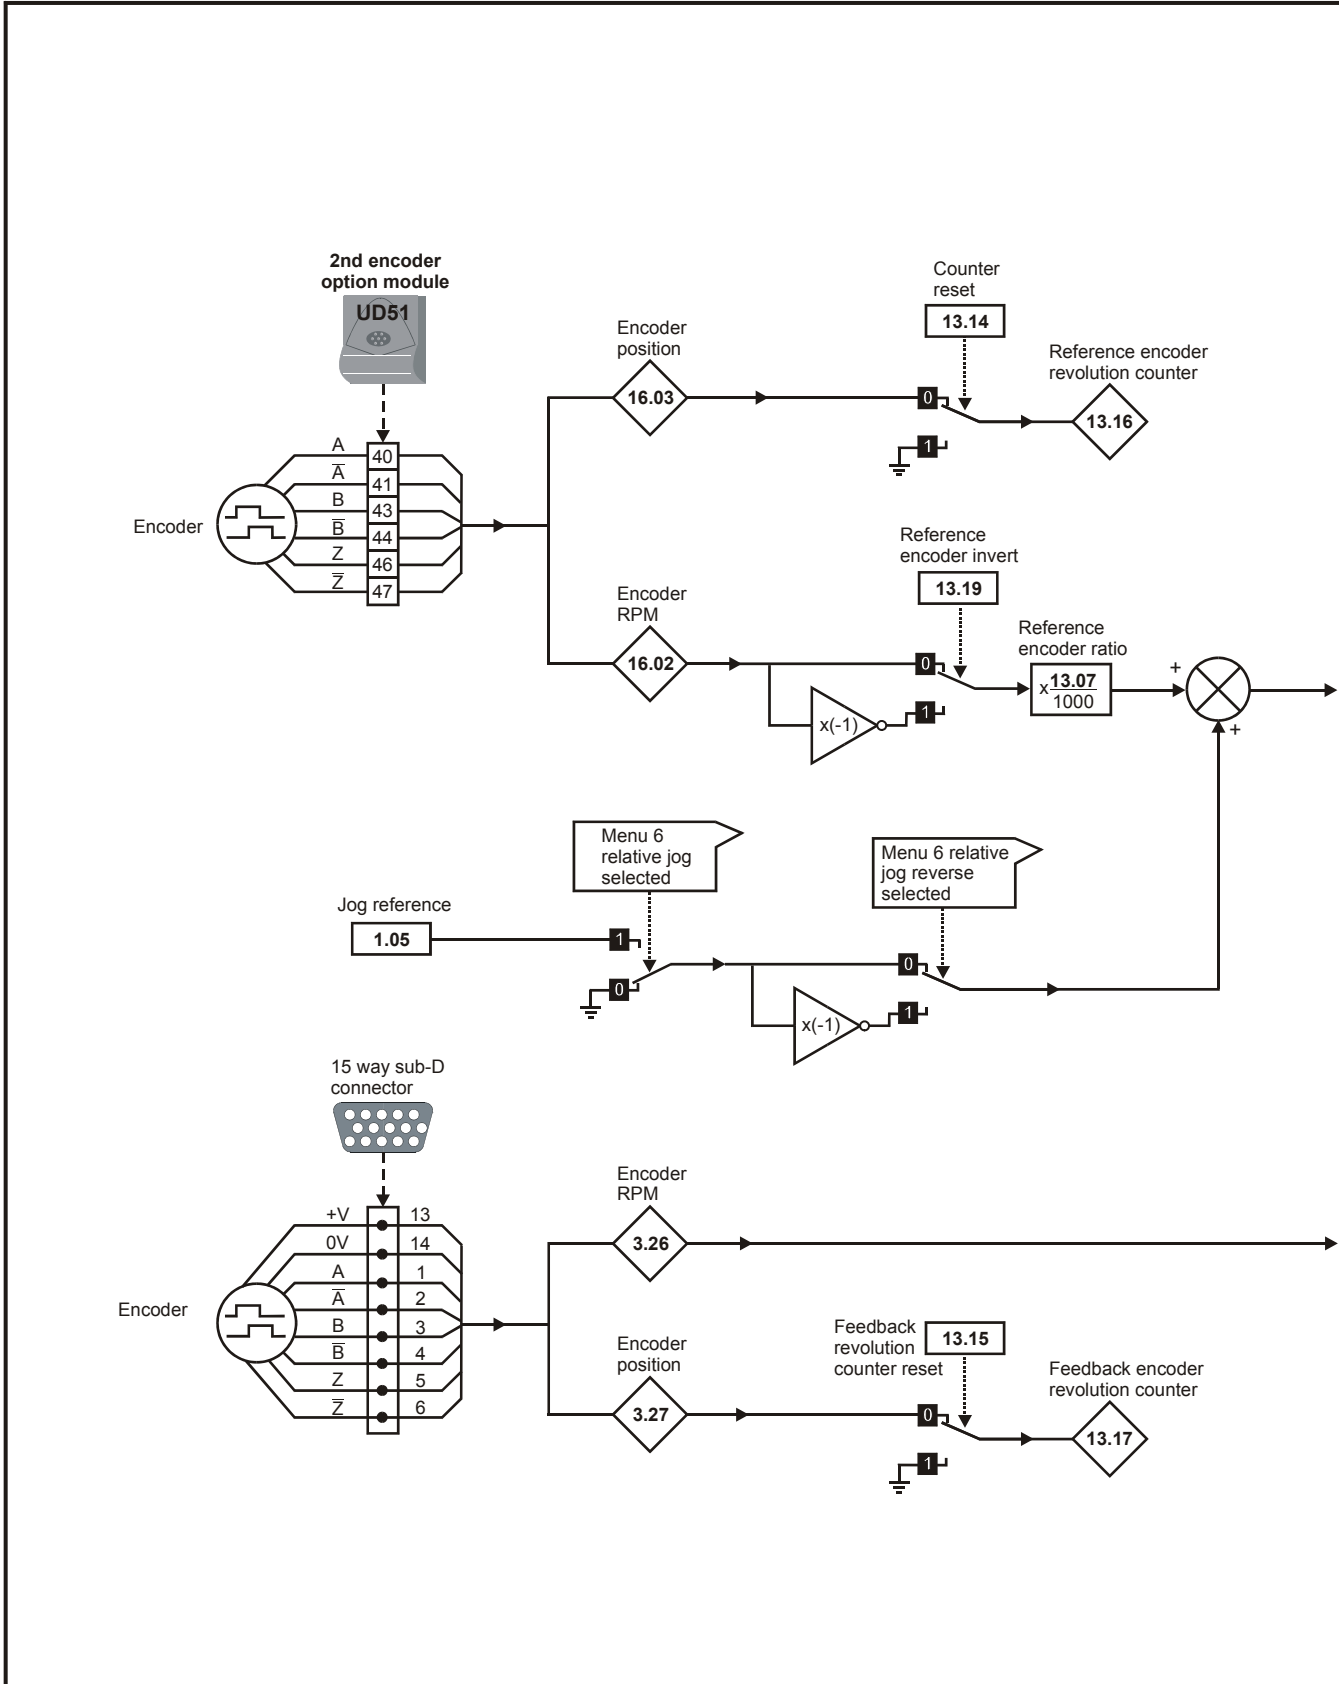 2nd encoder
option module
UD51
Counter
reset
13.14
Encoder
position
16.03
0
1
Reference encoder
revolution counter
13.16
Encoder
A
A̅
B
B̅
Z
Z̅
40
41
43
44
46
47
Encoder
RPM
16.02
Reference
encoder invert
13.19
0
1
x(-1)
Reference
encoder ratio
x13.07
1000
+
+
Menu 6
relative jog
selected
Menu 6 relative
jog reverse
selected
Jog reference
1.05
1
0
0
1
x(-1)
15 way sub-D
connector
Encoder
+V 13
0V 14
A 1
A̅ 2
B 3
B̅ 4
Z 5
Z̅ 6
Encoder
RPM
3.26
Encoder
position
3.27
Feedback
revolution
counter reset
13.15
0
1
Feedback encoder
revolution counter
13.17